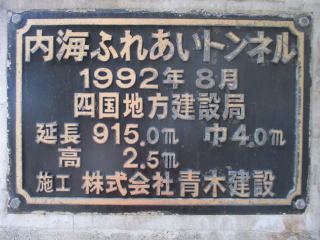 内海ふれあいトンネル
1992年8月
四国地方建設局
延長 915.0m 巾4.0m
高 2.5m
施工 株式会社青木建設